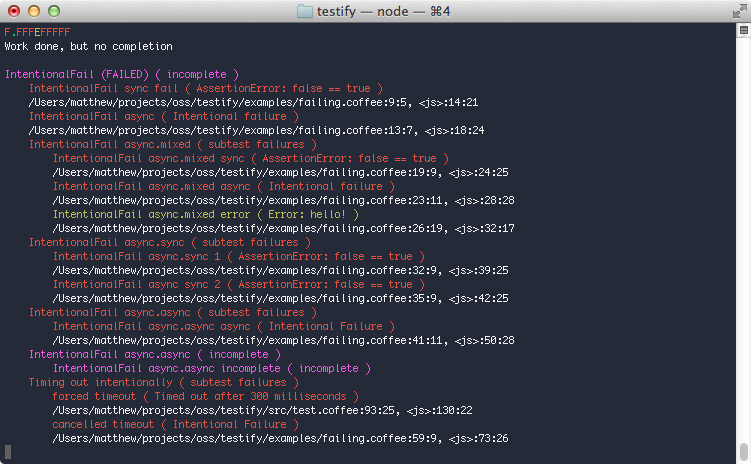 testify — node — ⌘4
F.FFFEFFFFF
Work done, but no completion
IntentionalFail (FAILED) ( incomplete )
IntentionalFail sync fail ( AssertionError: false == true )
/Users/matthew/projects/oss/testify/examples/failing.coffee:9:5, <js>:14:21
IntentionalFail async ( Intentional failure )
/Users/matthew/projects/oss/testify/examples/failing.coffee:13:7, <js>:18:24
IntentionalFail async.mixed ( subtest failures )
IntentionalFail async.mixed sync ( AssertionError: false == true )
/Users/matthew/projects/oss/testify/examples/failing.coffee:19:9, <js>:24:25
IntentionalFail async.mixed async ( Intentional failure )
/Users/matthew/projects/oss/testify/examples/failing.coffee:23:11, <js>:28:28
IntentionalFail async.mixed error ( Error: hello! )
/Users/matthew/projects/oss/testify/examples/failing.coffee:26:19, <js>:32:17
IntentionalFail async.sync ( subtest failures )
IntentionalFail async.sync 1 ( AssertionError: false == true )
/Users/matthew/projects/oss/testify/examples/failing.coffee:32:9, <js>:39:25
IntentionalFail async sync 2 ( AssertionError: false == true )
/Users/matthew/projects/oss/testify/examples/failing.coffee:35:9, <js>:42:25
IntentionalFail async.async ( subtest failures )
IntentionalFail async.async async ( Intentional Failure )
/Users/matthew/projects/oss/testify/examples/failing.coffee:41:11, <js>:50:28
IntentionalFail async.async ( incomplete )
IntentionalFail async.async incomplete ( incomplete )
Timing out intentionally ( subtest failures )
forced timeout ( Timed out after 300 milliseconds )
/Users/matthew/projects/oss/testify/src/test.coffee:93:25, <js>:130:22
cancelled timeout ( Intentional Failure )
/Users/matthew/projects/oss/testify/examples/failing.coffee:59:9, <js>:73:26